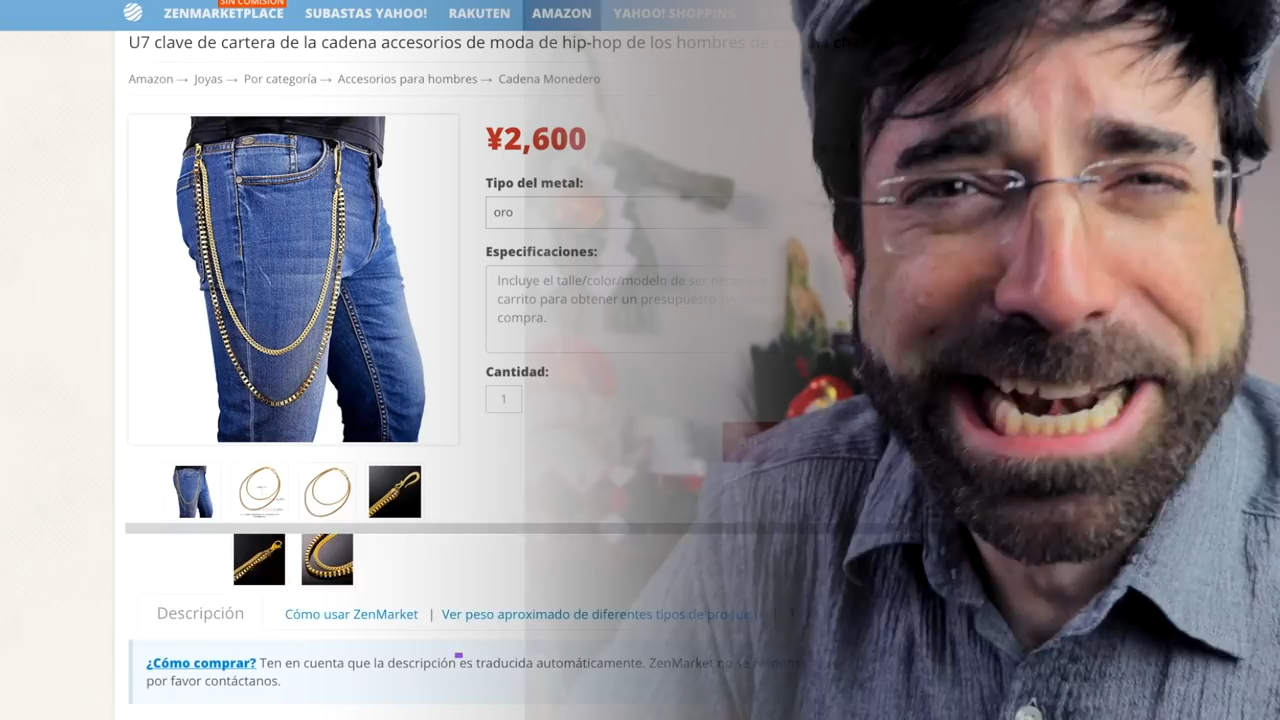 SIN COMISIÓN
ZENMARKETPLACE SUBASTAS YAHOO! RAKUTEN AMAZON YAHOO! SHOPPING
U7 clave de cartera de la cadena accesorios de moda de hip-hop de los hombres de
Amazon → Joyas → Por categoría → Accesorios para hombres → Cadena Monedero
¥2,600
Tipo del metal:
oro
Especificaciones:
Incluye el talle/color/modelo de ser
carrito para obtener un presupuesto
compra.
Cantidad:
1
Descripción
Cómo usar ZenMarket | Ver peso aproximado de diferentes tipos de
¿Cómo comprar? Ten en cuenta que la descripción es traducida automáticamente. ZenMarket no se
por favor contáctanos.